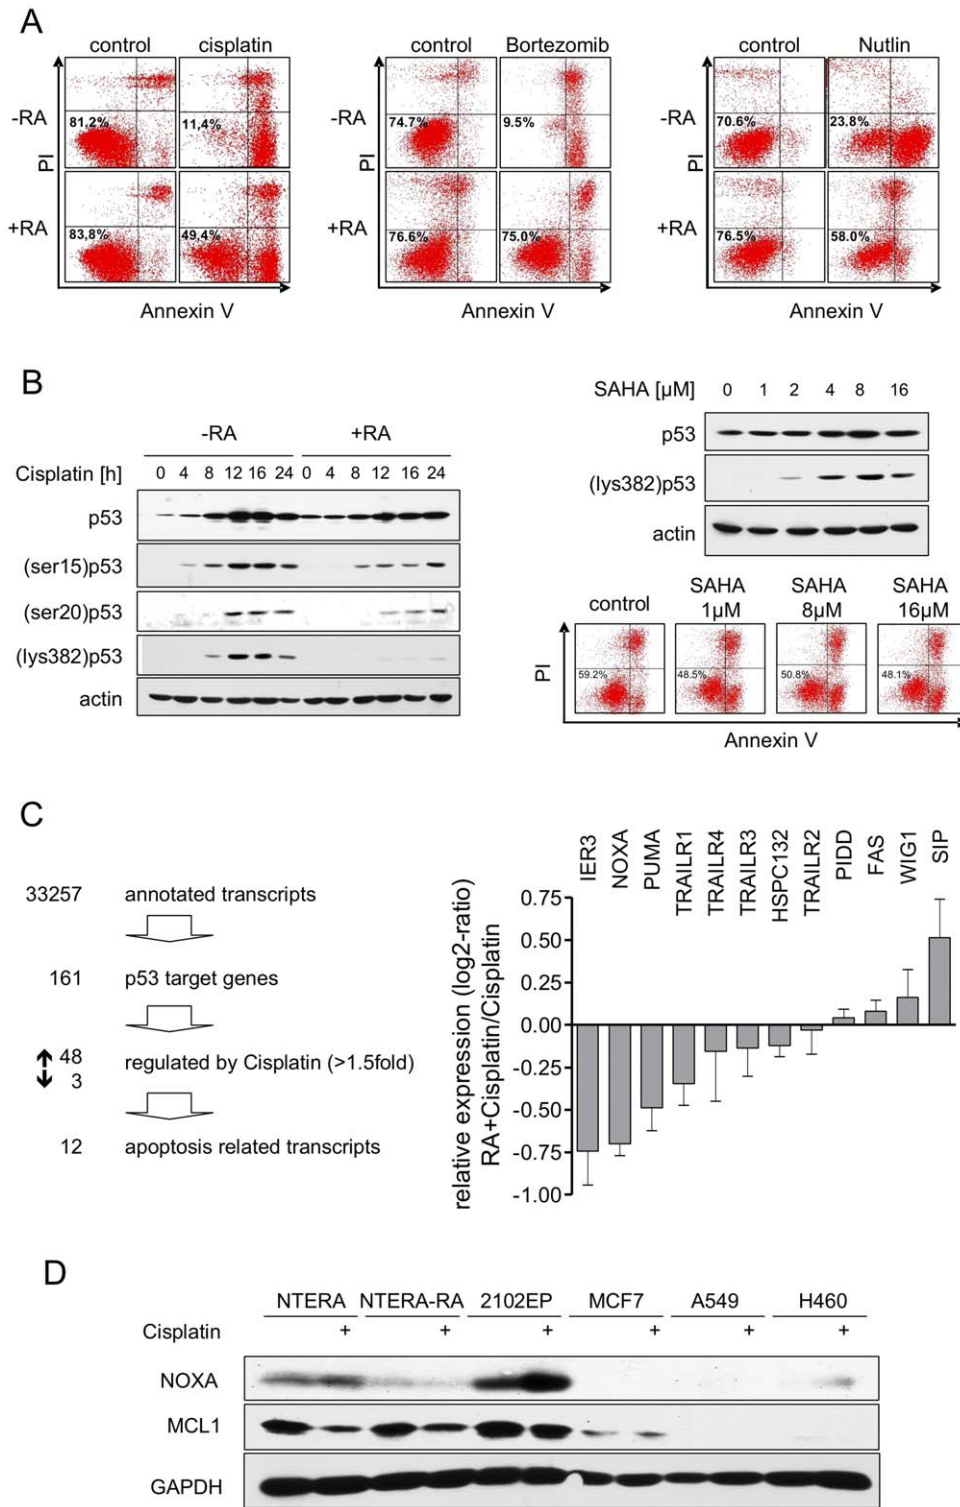 A
control cisplatin
control Bortezomib
control Nutlin
-RA
81,2% 11,4%
-RA
74.7% 9.5%
-RA
70.6% 23.8%
PI
PI
PI
+RA
83,8% 49,4%
+RA
76.6% 75.0%
+RA
76.5% 58.0%
Annexin V
Annexin V
Annexin V
B
-RA +RA
Cisplatin [h] 0 4 8 12 16 24 0 4 8 12 16 24
p53
(ser15)p53
(ser20)p53
(lys382)p53
actin
SAHA [µM] 0 1 2 4 8 16
p53
(lys382)p53
actin
control SAHA 1µM SAHA 8µM SAHA 16µM
PI
59.2% 48.5% 50.8% 48.1%
Annexin V
C
33257 annotated transcripts
161 p53 target genes
48
3
regulated by Cisplatin (>1.5fold)
12 apoptosis related transcripts
IER3
NOXA
PUMA
TRAILR1
TRAILR4
TRAILR3
HSPC132
TRAILR2
PIDD
FAS
WIG1
SIP
relative expression (log2-ratio)
RA+Cisplatin/Cisplatin
0.75
0.50
0.25
0.00
-0.25
-0.50
-0.75
-1.00
D
NTERA NTERA-RA 2102EP MCF7 A549 H460
Cisplatin + + + + + +
NOXA
MCL1
GAPDH